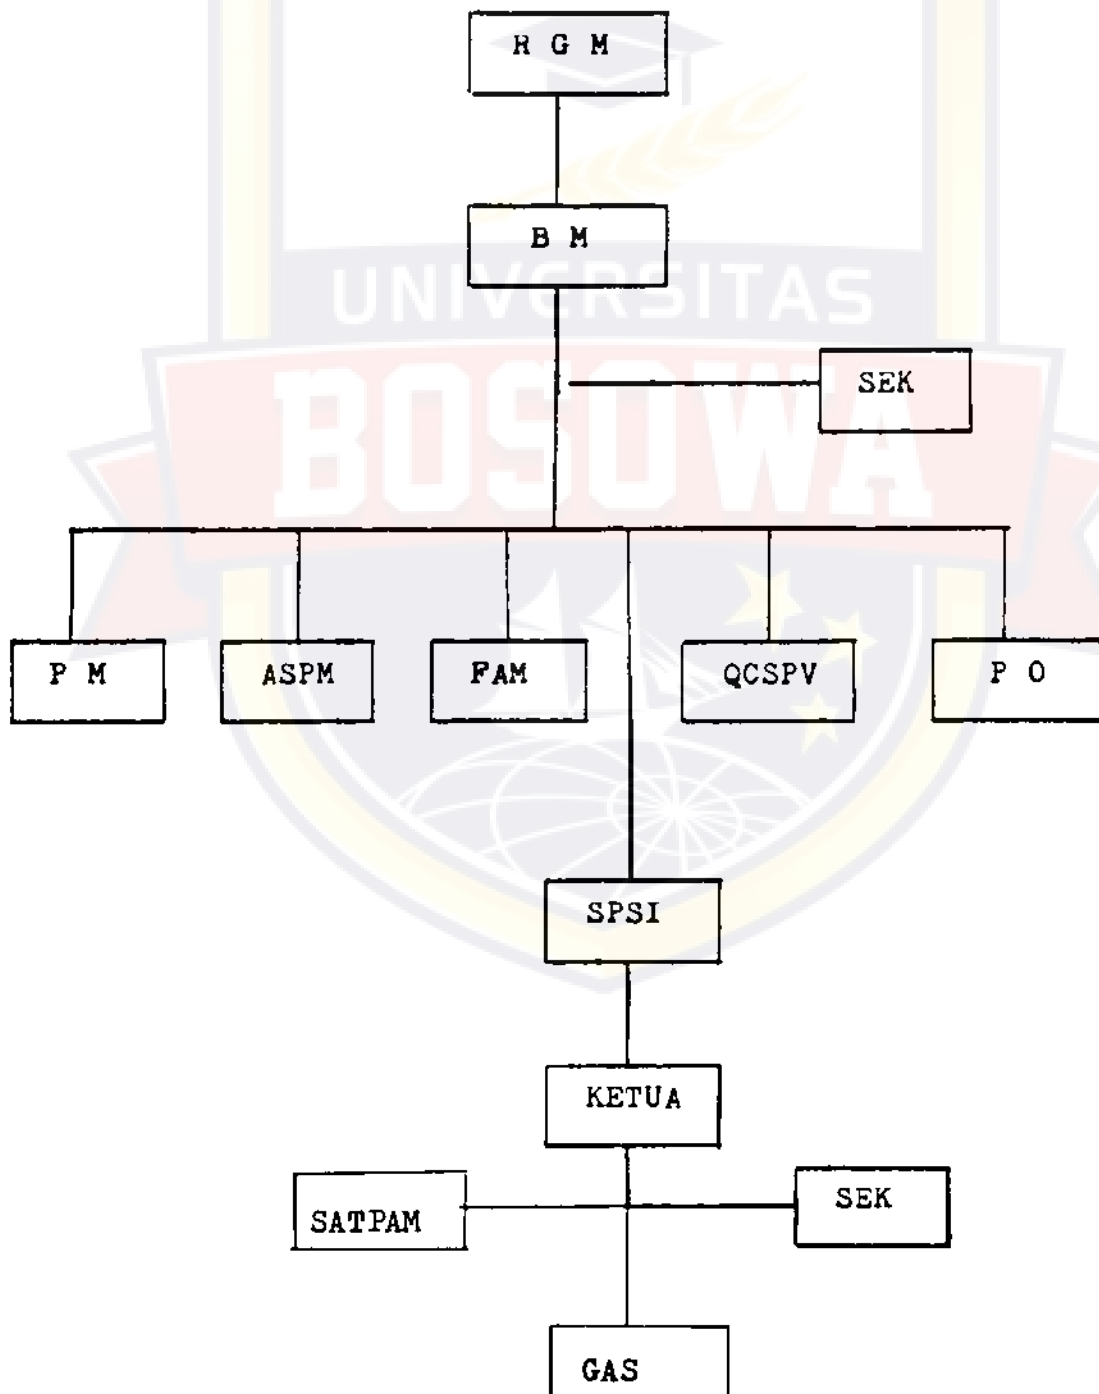 R G M
B M
UNIVERSITAS
BOSOWA
SEK
P M
ASPM
FAM
QCSPV
P O
SPSI
KETUA
SATPAM
SEK
GAS